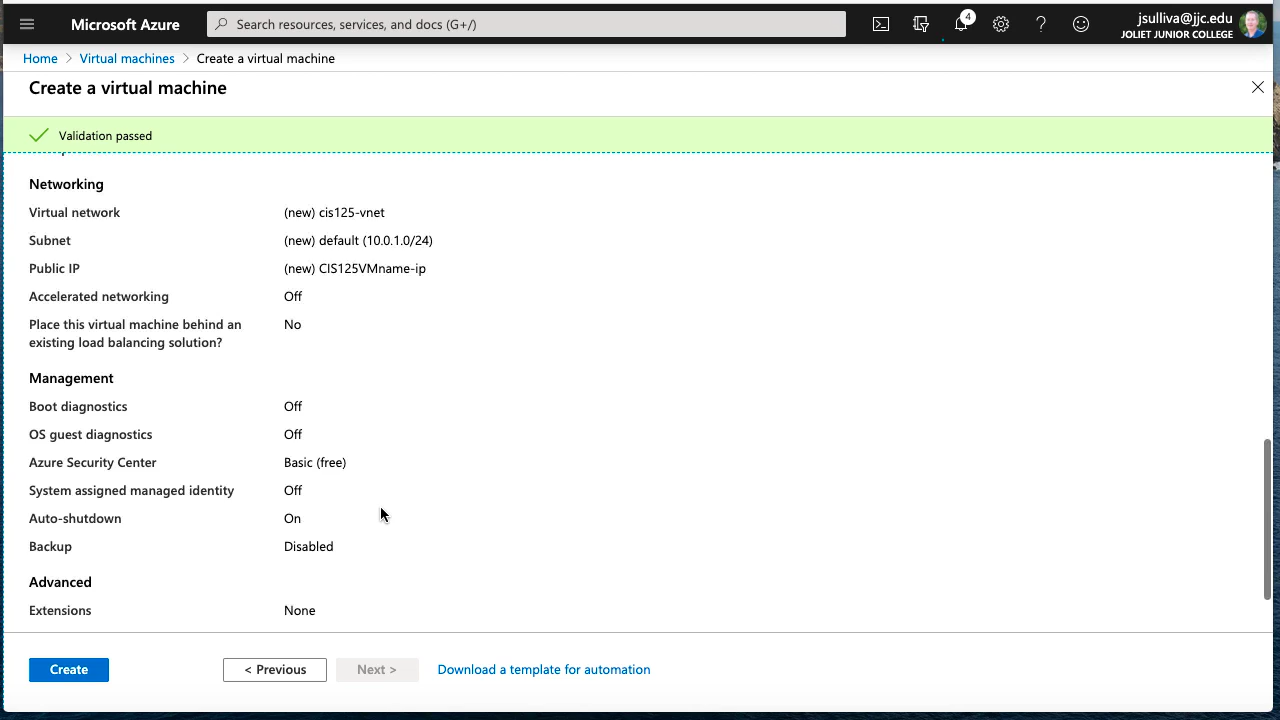 Microsoft Azure
Search resources, services, and docs (G+/)
4
jsulliva@jjc.edu
JOLIET JUNIOR COLLEGE
Home > Virtual machines > Create a virtual machine
Create a virtual machine
Validation passed
Networking
Virtual network (new) cis125-vnet
Subnet (new) default (10.0.1.0/24)
Public IP (new) CIS125VMname-ip
Accelerated networking Off
Place this virtual machine behind an No
existing load balancing solution?
Management
Boot diagnostics Off
OS guest diagnostics Off
Azure Security Center Basic (free)
System assigned managed identity Off
Auto-shutdown On
Backup Disabled
Advanced
Extensions None
Create < Previous Next > Download a template for automation